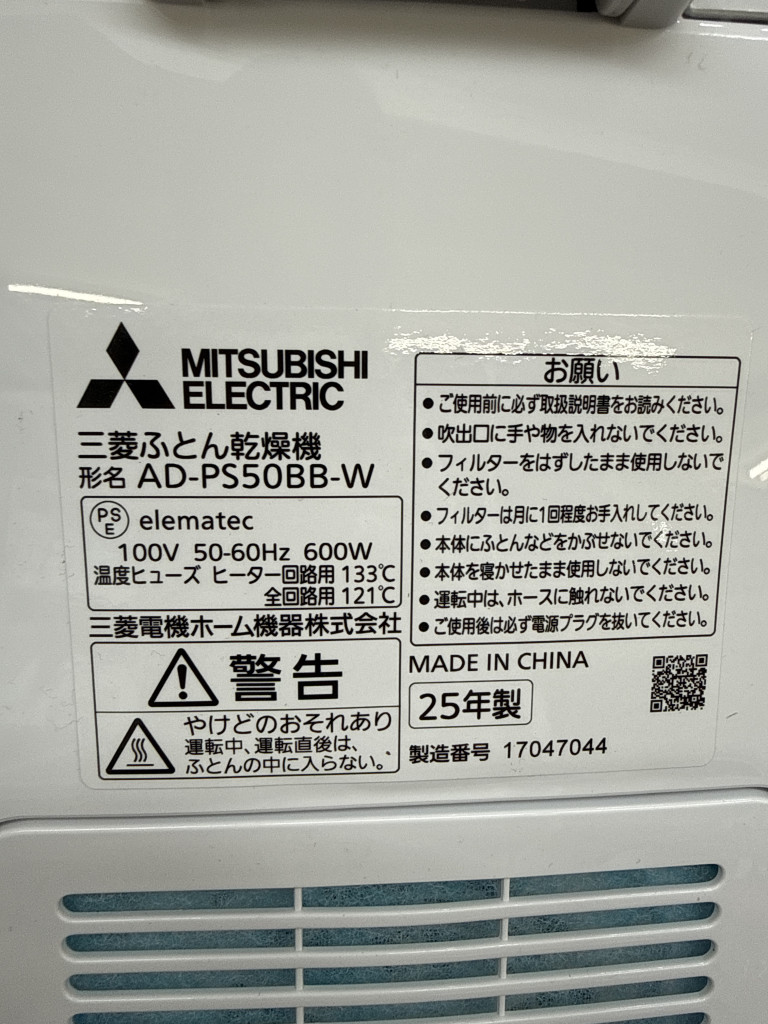 MITSUBISHI
ELECTRIC
三菱ふとん乾燥機
形名 AD-PS50BB-W
PS
E
elematec
100V 50-60Hz 600W
温度ヒューズ ヒーター回路用 133℃
全回路用 121℃
三菱電機ホーム機器株式会社
警告
やけどのおそれあり
運転中、運転直後は、
ふとんの中に入らない。
お願い
●ご使用前に必ず取扱説明書をお読みください。
●吹出口に手や物を入れないでください。
●フィルターをはずしたまま使用しないで
ください。
●フィルターは月に1回程度お手入れしてください。
●本体にふとんなどをかぶせないでください。
●本体を寝かせたまま使用しないでください。
●運転中は、ホースに触れないでください。
●ご使用後は必ず電源プラグを抜いてください。
MADE IN CHINA
25年製
製造番号 17047044